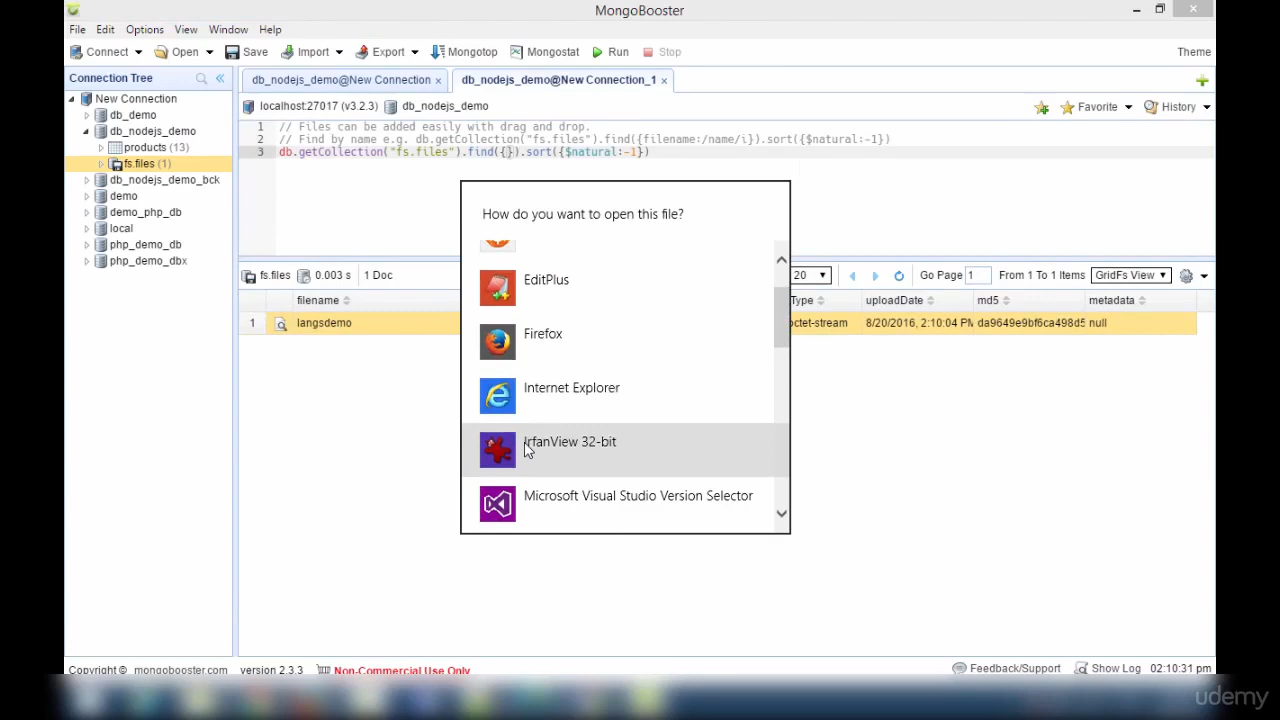 MongoBooster
File Edit Options View Window Help
Connect Open Save Import Export Mongotop Mongostat Run Stop Theme
Connection Tree
db_nodejs_demo@New Connection × db_nodejs_demo@New Connection_1 ×
New Connection
db_demo
db_nodejs_demo
products (13)
fs.files (1)
db_nodejs_demo_bck
demo
demo_php_db
local
php_demo_db
php_demo_dbx
localhost:27017 (v3.2.3) db_nodejs_demo Favorite History
1 // Files can be added easily with drag and drop.
2 // Find by name e.g. db.getCollection("fs.files").find({filename:/name/i}).sort({$natural:-1})
3 db.getCollection("fs.files").find({}).sort({$natural:-1})
How do you want to open this file?
EditPlus
Firefox
Internet Explorer
IrfanView 32-bit
Microsoft Visual Studio Version Selector
fs.files 0.003 s 1 Doc 20 Go Page 1 From 1 To 1 Items GridFs View
filename Type uploadDate md5 metadata
1 langsdemo octet-stream 8/20/2016, 2:10:04 PM da9649e9bf6ca498d5 null
Copyright © mongobooster.com version 2.3.3 Non-Commercial Use Only Feedback/Support Show Log 02:10:31 pm
udemy